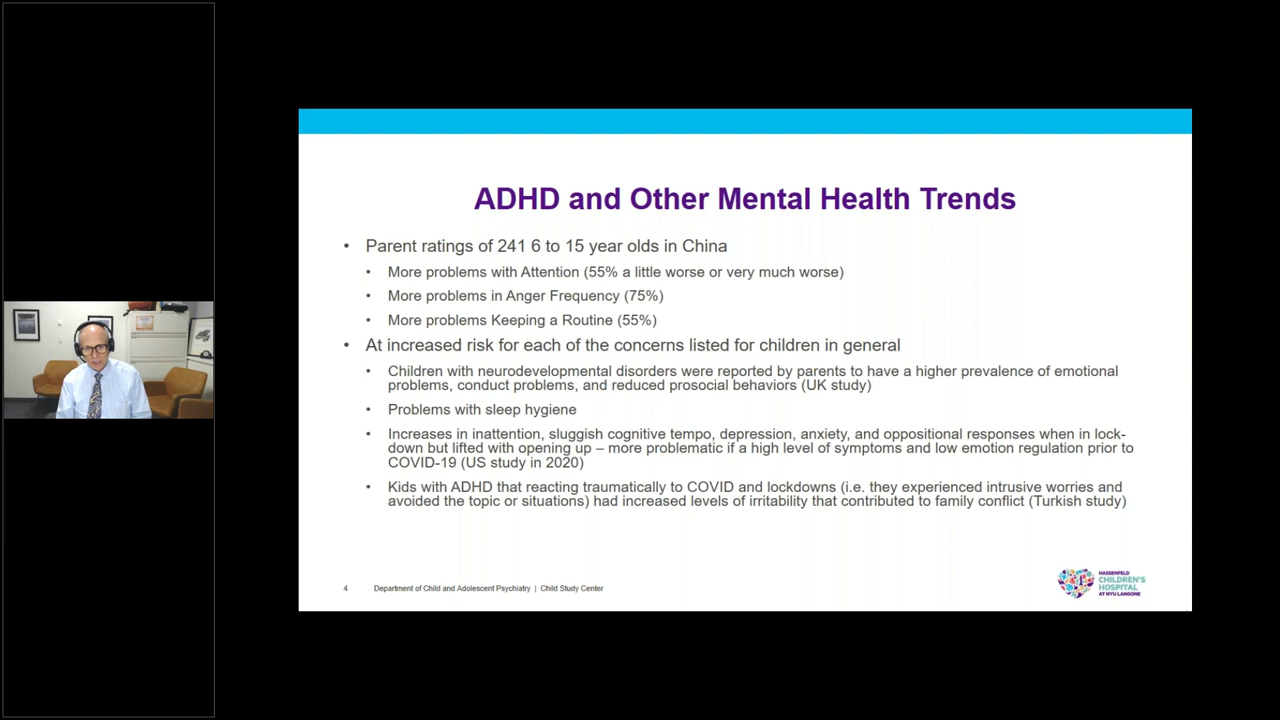 ADHD and Other Mental Health Trends
• Parent ratings of 241 6 to 15 year olds in China
• More problems with Attention (55% a little worse or very much worse)
• More problems in Anger Frequency (75%)
• More problems Keeping a Routine (55%)
• At increased risk for each of the concerns listed for children in general
• Children with neurodevelopmental disorders were reported by parents to have a higher prevalence of emotional
problems, conduct problems, and reduced prosocial behaviors (UK study)
• Problems with sleep hygiene
• Increases in inattention, sluggish cognitive tempo, depression, anxiety, and oppositional responses when in lock-
down but lifted with opening up – more problematic if a high level of symptoms and low emotion regulation prior to
COVID-19 (US study in 2020)
• Kids with ADHD that reacting traumatically to COVID and lockdowns (i.e. they experienced intrusive worries and
avoided the topic or situations) had increased levels of irritability that contributed to family conflict (Turkish study)
4 Department of Child and Adolescent Psychiatry | Child Study Center
HASSENFELD
CHILDREN'S
HOSPITAL
AT NYU LANGONE